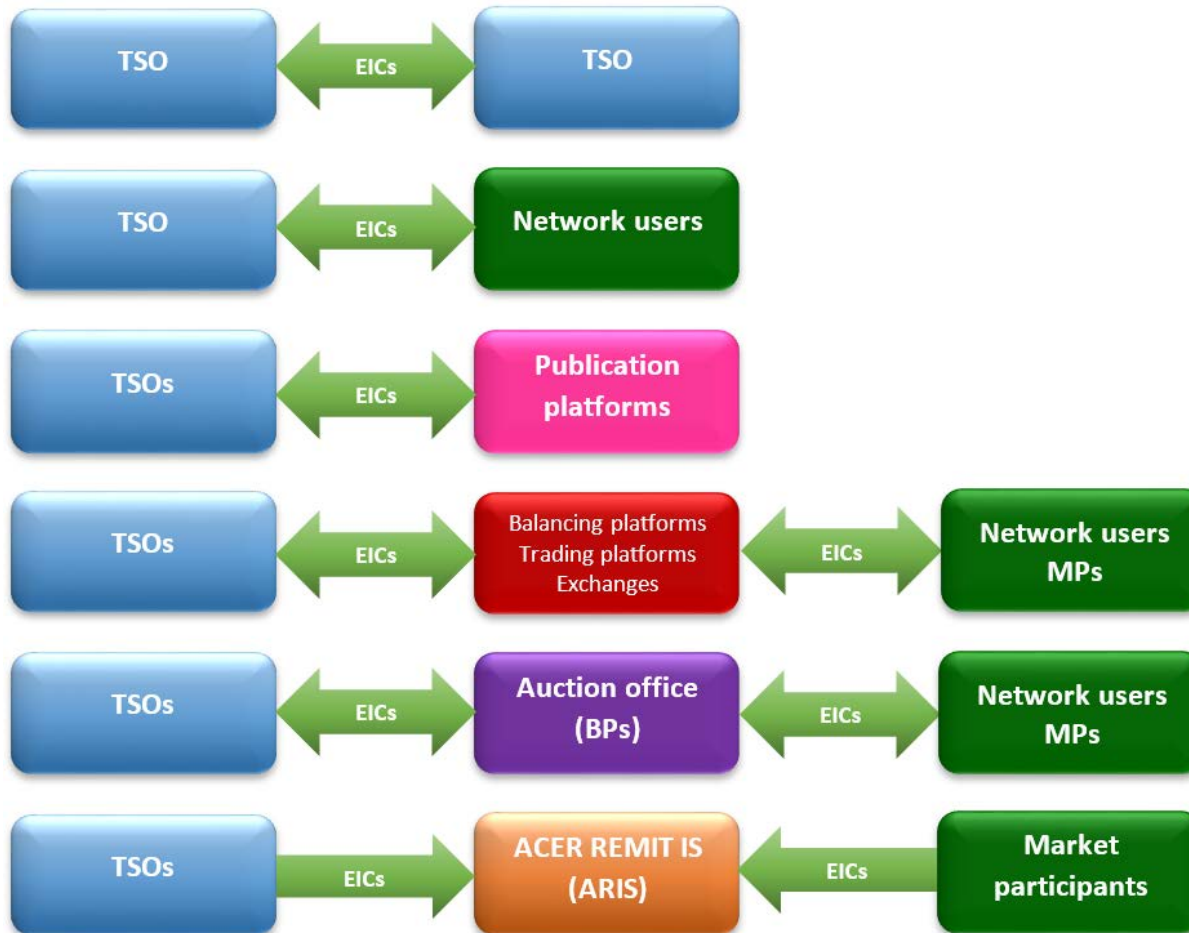 TSO
EICs
TSO
TSO
EICs
Network users
TSOs
EICs
Publication
platforms
TSOs
EICs
Balancing platforms
Trading platforms
Exchanges
EICs
Network users
MPs
TSOs
EICs
Auction office
(BPs)
EICs
Network users
MPs
TSOs
EICs
ACER REMIT IS
(ARIS)
EICs
Market
participants